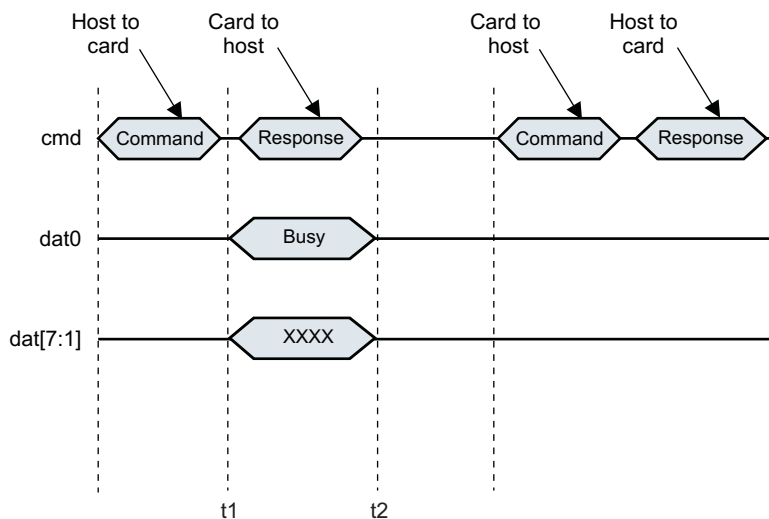 Host to
card
Card to
host
Card to
host
Host to
card
cmd
Command
Response
Command
Response
dat0
Busy
dat[7:1]
XXXX
t1
t2